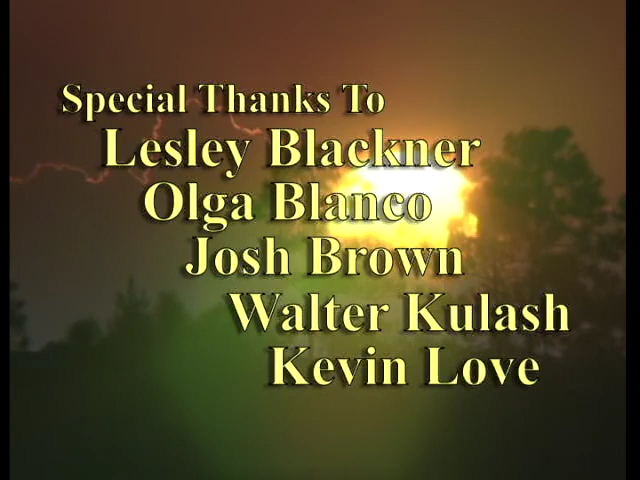 Special Thanks To
Lesley Blackner
Olga Blanco
Josh Brown
Walter Kulash
Kevin Love